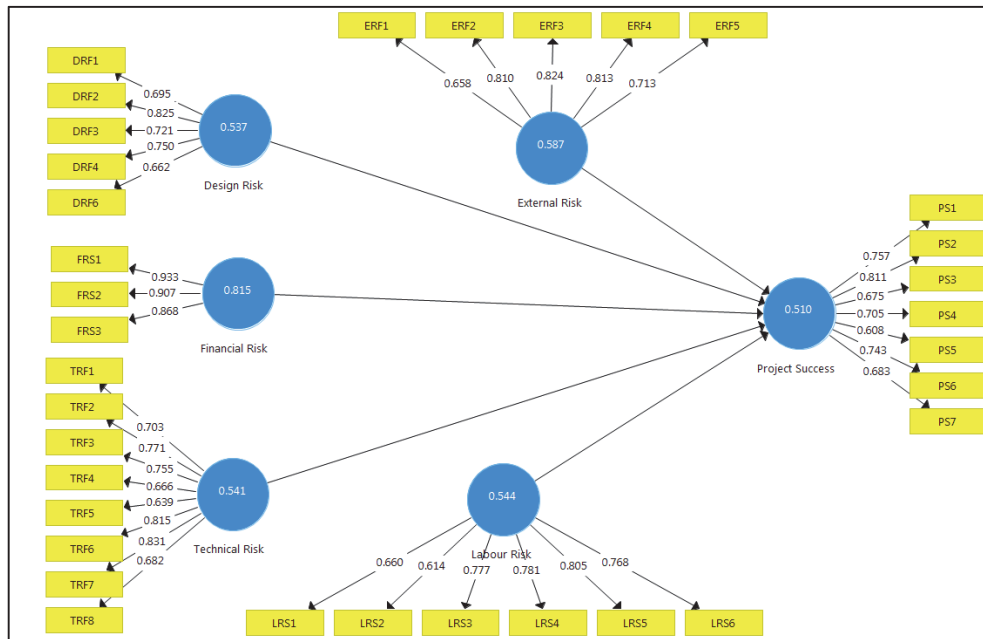 ERF1
ERF2
ERF3
ERF4
ERF5
0.658
0.810
0.824
0.813
0.713
0.587
External Risk
DRF1
DRF2
DRF3
DRF4
DRF6
0.695
0.825
0.721
0.750
0.662
0.537
Design Risk
FRS1
FRS2
FRS3
0.933
0.907
0.868
0.815
Financial Risk
TRF1
TRF2
TRF3
TRF4
TRF5
TRF6
TRF7
TRF8
0.703
0.771
0.755
0.666
0.639
0.815
0.831
0.682
0.541
Technical Risk
0.544
Labour Risk
0.660
0.614
0.777
0.781
0.805
0.768
LRS1
LRS2
LRS3
LRS4
LRS5
LRS6
0.510
Project Success
0.757
0.811
0.675
0.705
0.608
0.743
0.683
PS1
PS2
PS3
PS4
PS5
PS6
PS7